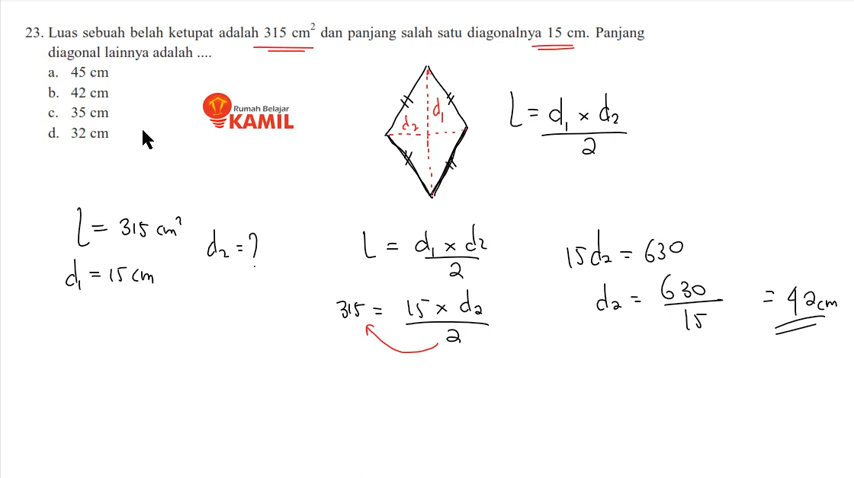 23. Luas sebuah belah ketupat adalah 315 cm² dan panjang salah satu diagonalnya 15 cm. Panjang
diagonal lainnya adalah ....
a. 45 cm
b. 42 cm
c. 35 cm
d. 32 cm
Rumah Belajar
KAMIL
d₁
d₂
L = d₁ × d₂
2
L = 315 cm²
d₁ = 15 cm
d₂ = ?
L = d₁ × d₂
2
315 = 15 × d₂
2
15d₂ = 630
d₂ = 630
15
= 42 cm